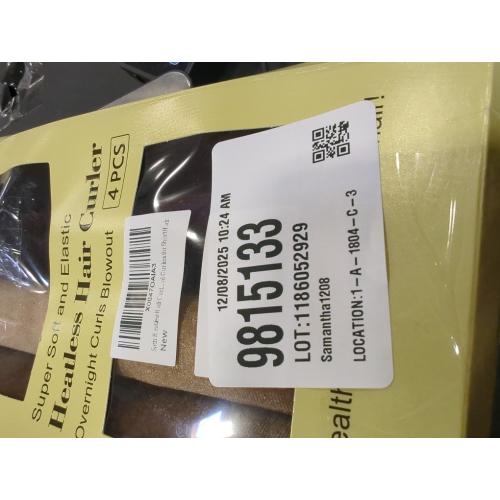 Super Soft and Elastic
Heatless Hair Curler
Overnight Curls Blowout
4 PCS
New
12/08/2025 10:24 AM
9815133
LOT:1186052929
Samantha1208
LOCATION:1-A-1804-C-3